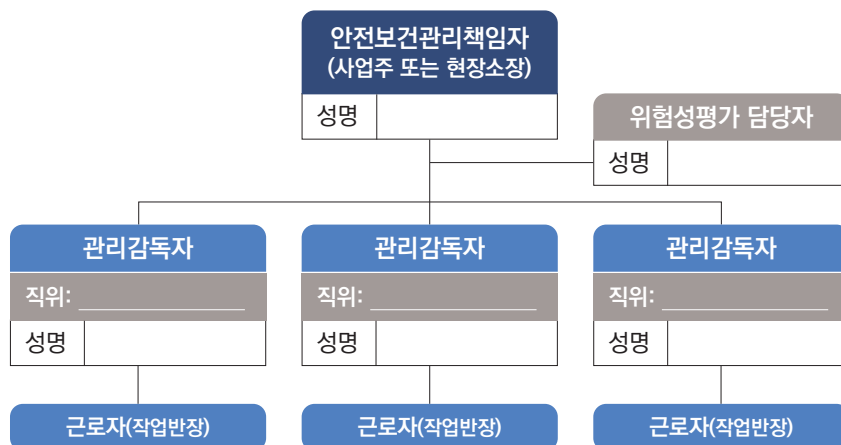 안전보건관리책임자
(사업주 또는 현장소장)
성명
위험성평가 담당자
성명
관리감독자
관리감독자
관리감독자
직위:
직위:
직위:
성명
성명
성명
근로자(작업반장)
근로자(작업반장)
근로자(작업반장)